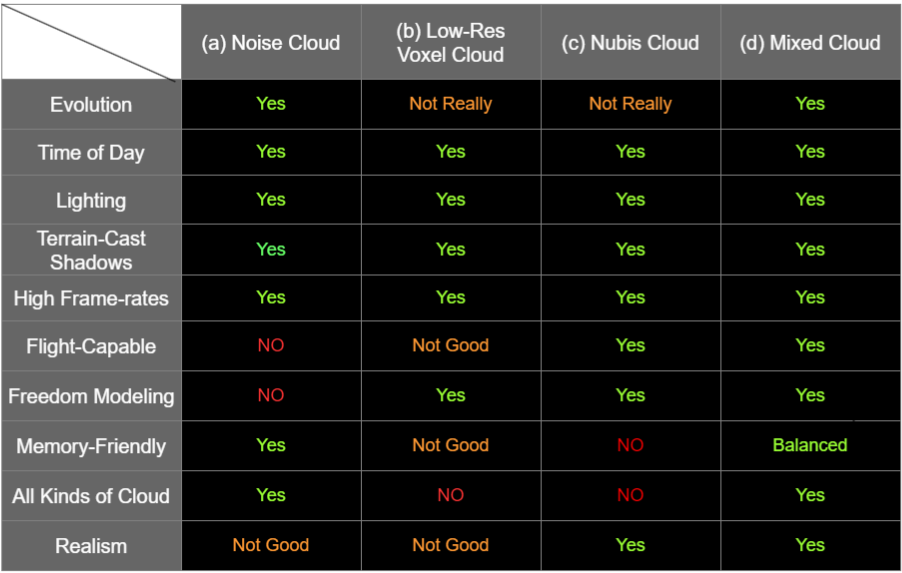 (a) Noise Cloud (b) Low-Res Voxel Cloud (c) Nubis Cloud (d) Mixed Cloud
Evolution Yes Not Really Not Really Yes
Time of Day Yes Yes Yes Yes
Lighting Yes Yes Yes Yes
Terrain-Cast Shadows Yes Yes Yes Yes
High Frame-rates Yes Yes Yes Yes
Flight-Capable NO Not Good Yes Yes
Freedom Modeling NO Yes Yes Yes
Memory-Friendly Yes Not Good NO Balanced
All Kinds of Cloud Yes NO NO Yes
Realism Not Good Not Good Yes Yes